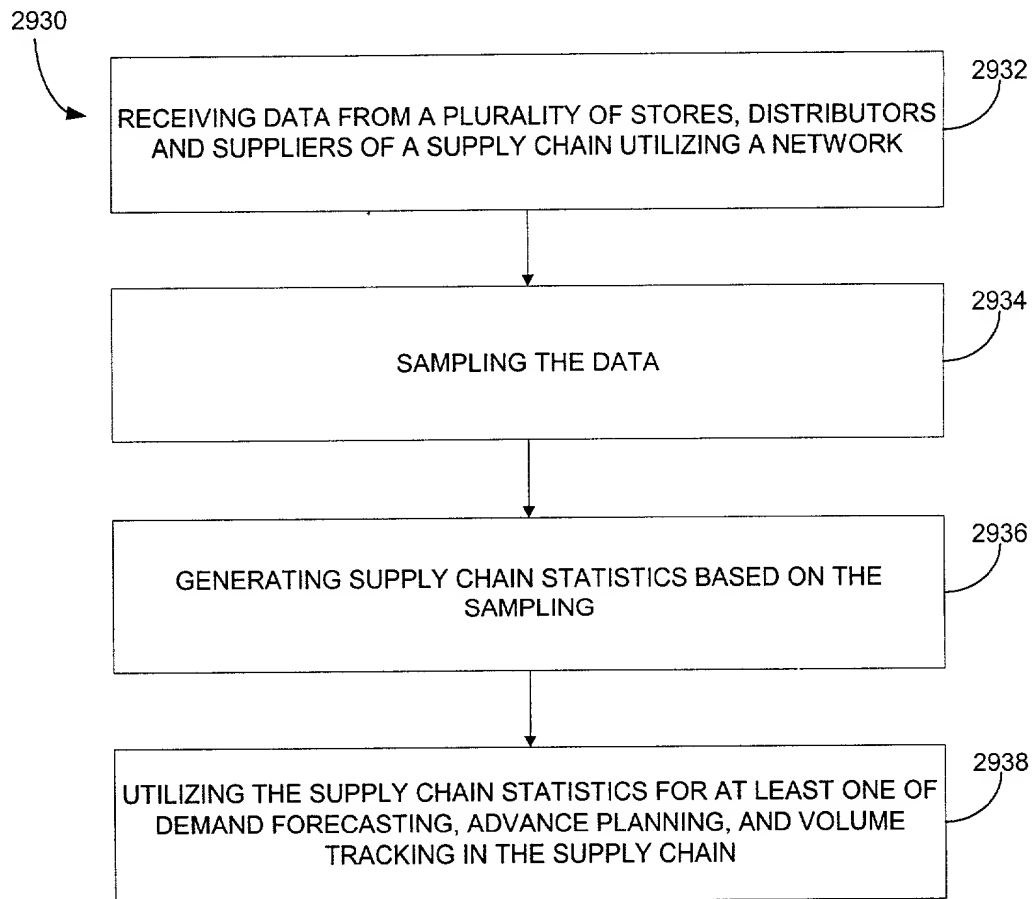 2930
2932
RECEIVING DATA FROM A PLURALITY OF STORES, DISTRIBUTORS
AND SUPPLIERS OF A SUPPLY CHAIN UTILIZING A NETWORK
2934
SAMPLING THE DATA
2936
GENERATING SUPPLY CHAIN STATISTICS BASED ON THE
SAMPLING
2938
UTILIZING THE SUPPLY CHAIN STATISTICS FOR AT LEAST ONE OF
DEMAND FORECASTING, ADVANCE PLANNING, AND VOLUME
TRACKING IN THE SUPPLY CHAIN